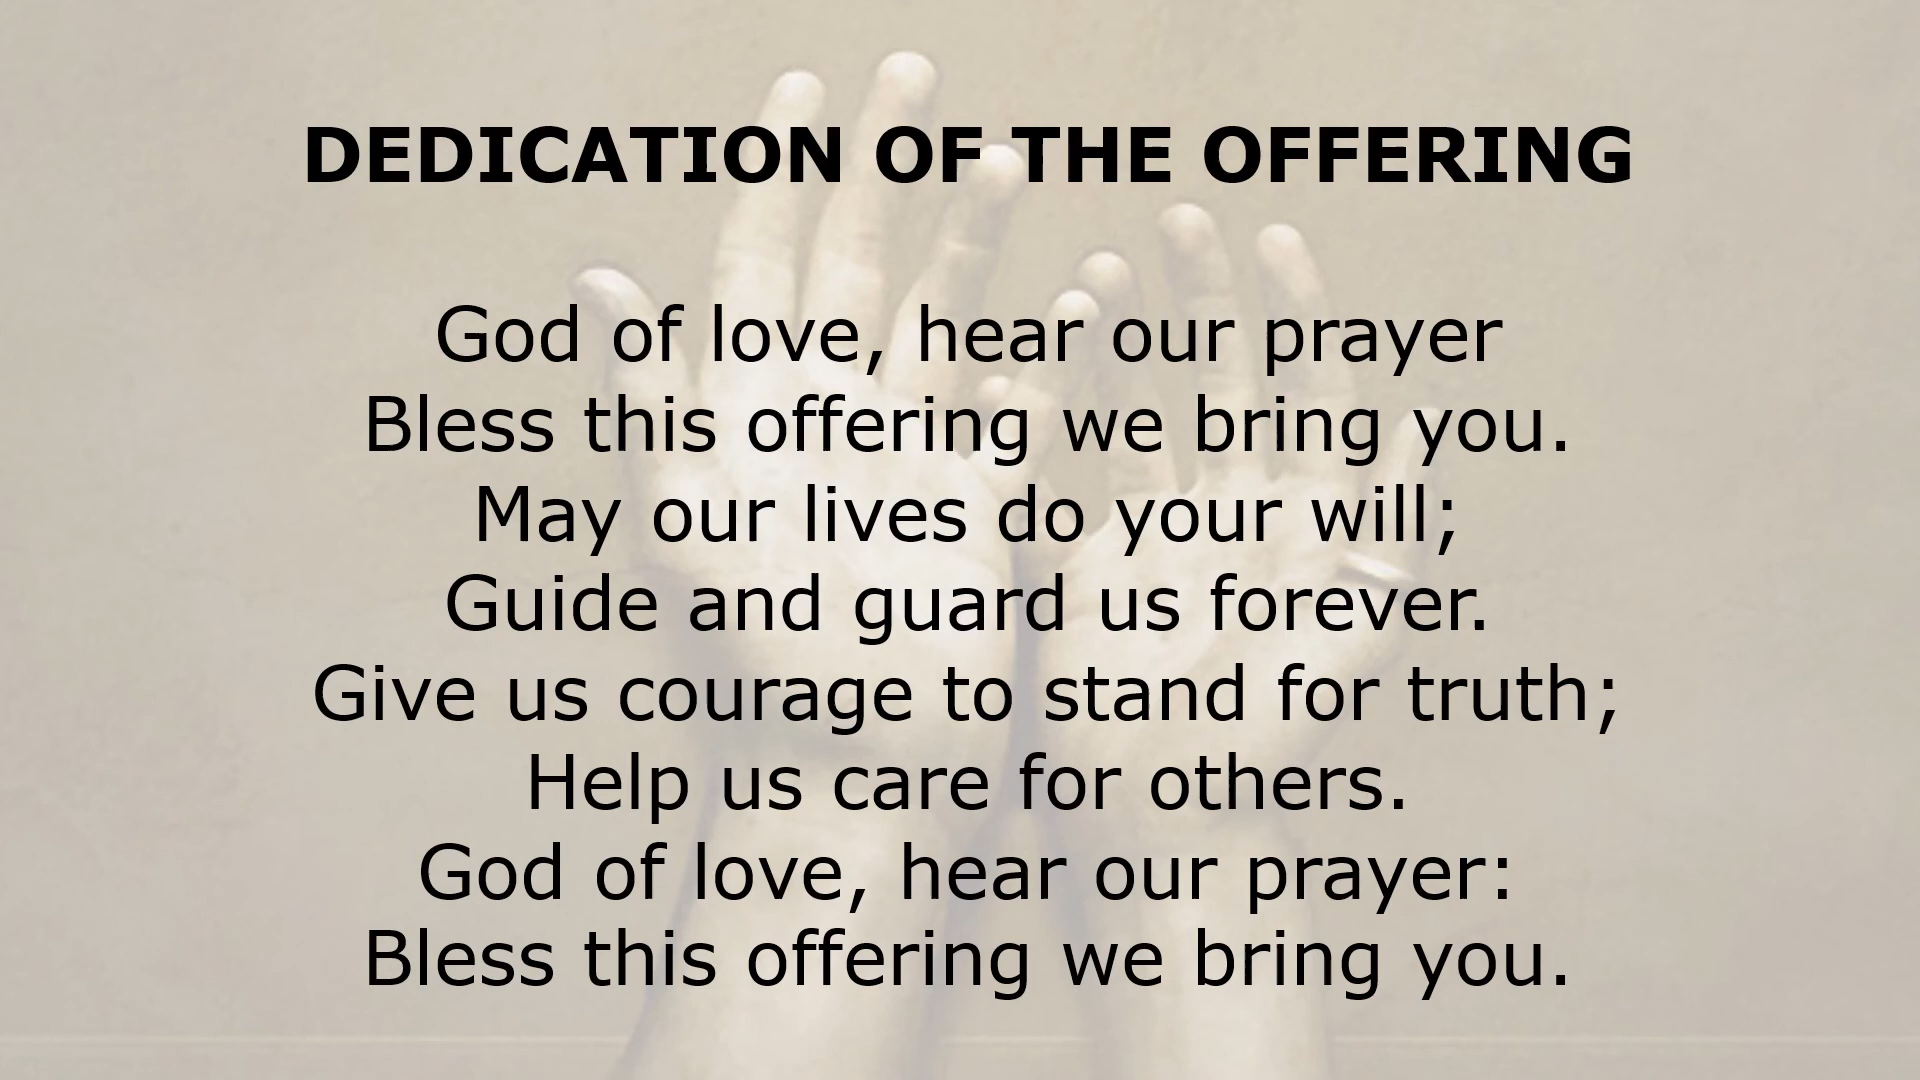 DEDICATION OF THE OFFERING
God of love, hear our prayer
Bless this offering we bring you.
May our lives do your will;
Guide and guard us forever.
Give us courage to stand for truth;
Help us care for others.
God of love, hear our prayer:
Bless this offering we bring you.